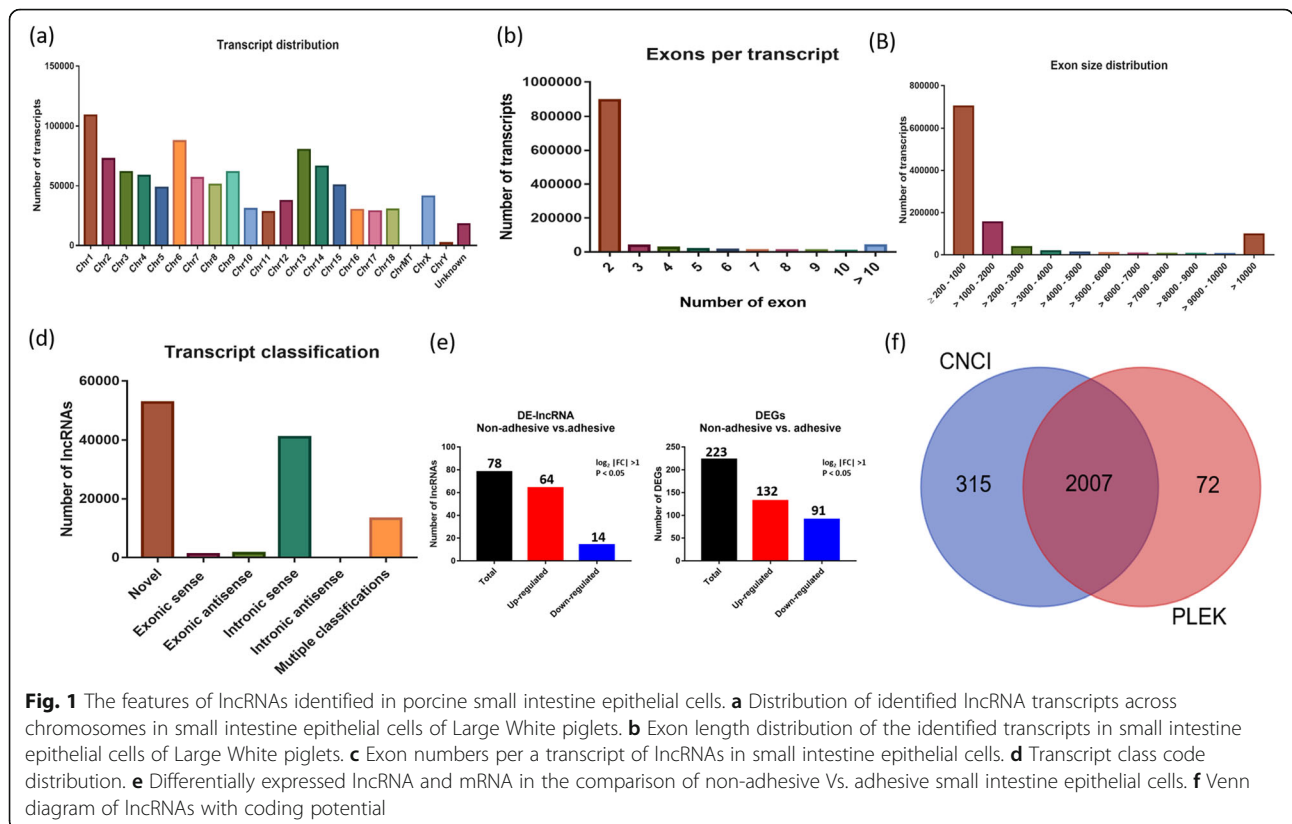 (a)
Transcript distribution
Number of transcripts
150000
100000
50000
0
Chr1
Chr2
Chr3
Chr4
Chr5
Chr6
Chr7
Chr8
Chr9
Chr10
Chr11
Chr12
Chr13
Chr14
Chr15
Chr16
Chr17
Chr18
ChrMT
ChrX
ChrY
Unknown
(b)
Exons per transcript
Number of transcripts
1000000
800000
600000
400000
200000
0
2
3
4
5
6
7
8
9
10
> 10
Number of exon
(B)
Exon size distribution
Number of transcripts
800000
600000
400000
200000
0
≥ 200 - 1000
> 1000 - 2000
> 2000 - 3000
> 3000 - 4000
> 4000 - 5000
> 5000 - 6000
> 6000 - 7000
> 7000 - 8000
> 8000 - 9000
> 9000 - 10000
> 10000
(d)
Transcript classification
Number of lncRNAs
60000
40000
20000
0
Novel
Exonic sense
Exonic antisense
Intronic sense
Intronic antisense
Mutiple classifications
(e)
DE-lncRNA
Non-adhesive vs.adhesive
Number of lncRNAs
100
80
60
40
20
0
78
64
14
log2 |FC| >1
P < 0.05
Total
Up-regulated
Down-regulated
DEGs
Non-adhesive vs. adhesive
Number of DEGs
250
200
150
100
50
0
223
132
91
log2 |FC| >1
P < 0.05
Total
Up-regulated
Down-regulated
(f)
CNCI
315
2007
72
PLEK
Fig. 1 The features of lncRNAs identified in porcine small intestine epithelial cells. a Distribution of identified lncRNA transcripts across
chromosomes in small intestine epithelial cells of Large White piglets. b Exon length distribution of the identified transcripts in small intestine
epithelial cells of Large White piglets. c Exon numbers per a transcript of lncRNAs in small intestine epithelial cells. d Transcript class code
distribution. e Differentially expressed lncRNA and mRNA in the comparison of non-adhesive Vs. adhesive small intestine epithelial cells. f Venn
diagram of lncRNAs with coding potential